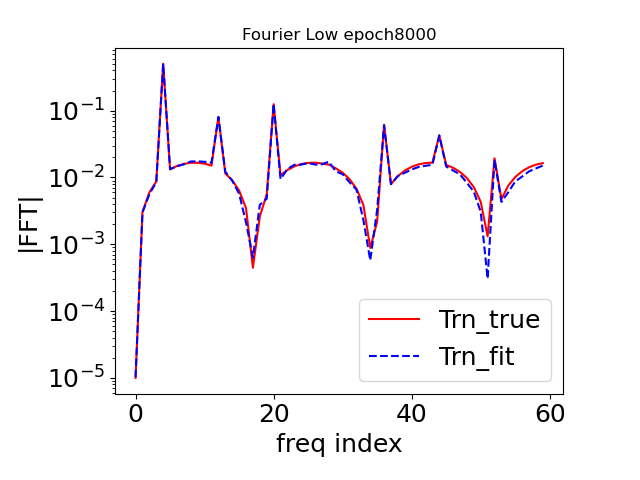 Fourier Low epoch8000
|FFT|
10⁻¹
10⁻²
10⁻³
10⁻⁴
10⁻⁵
Trn_true
Trn_fit
0 20 40 60
freq index